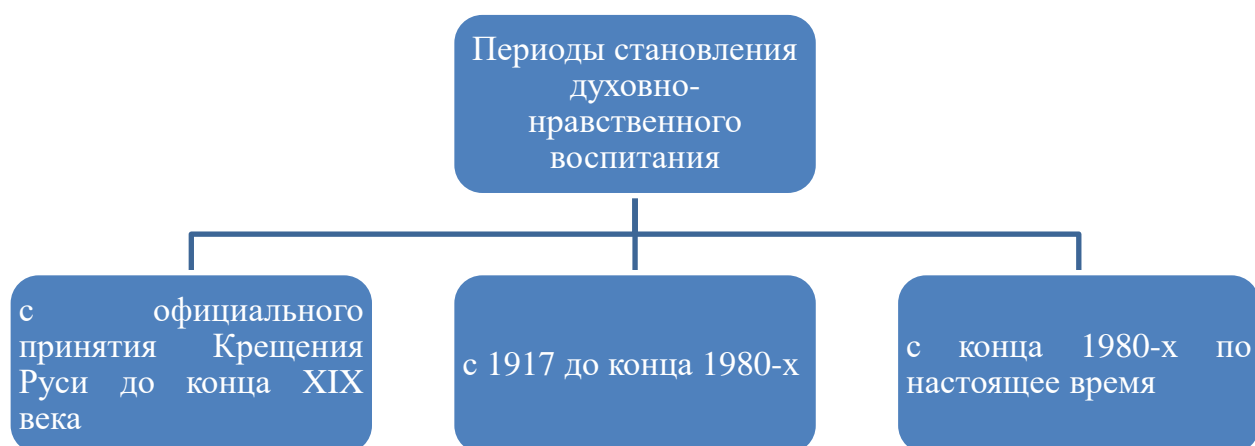 Периоды становления
духовно-
нравственного
воспитания
с официального
принятия Крещения
Руси до конца XIX
века
с 1917 до конца 1980-х
с конца 1980-х по
настоящее время